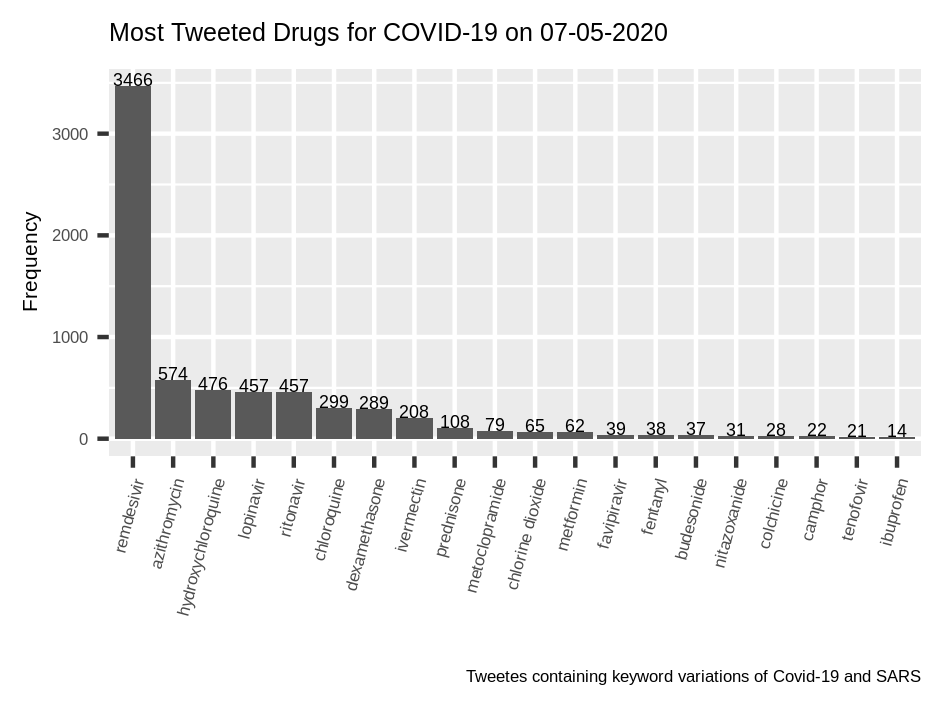 Most Tweeted Drugs for COVID-19 on 07-05-2020
Frequency
3000
2000
1000
0
3466
574
476
457
457
299
289
208
108
79
65
62
39
38
37
31
28
22
21
14
remdesivir
azithromycin
hydroxychloroquine
lopinavir
ritonavir
chloroquine
dexamethasone
ivermectin
prednisone
metoclopramide
chlorine dioxide
metformin
favipiravir
fentanyl
budesonide
nitazoxanide
colchicine
camphor
tenofovir
ibuprofen
Tweetes containing keyword variations of Covid-19 and SARS